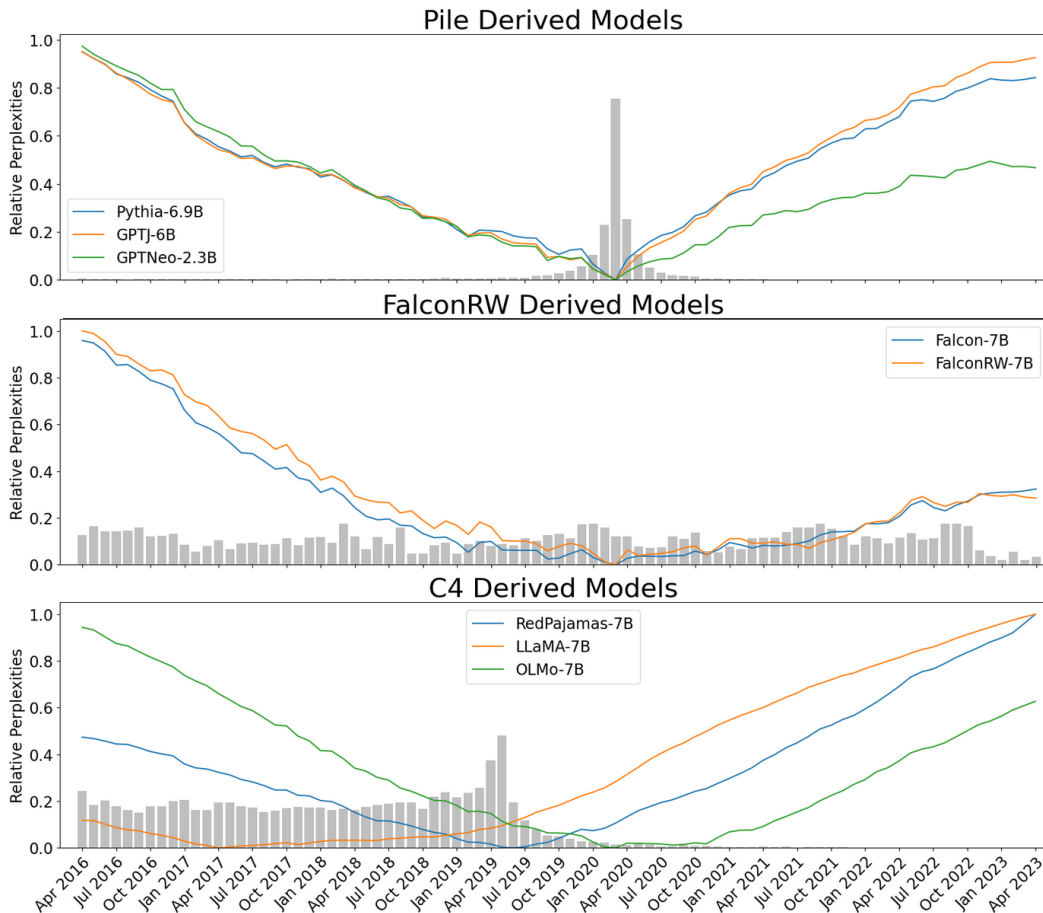 Pile Derived Models
Relative Perplexities
1.0
0.8
0.6
0.4
0.2
0.0
Pythia-6.9B
GPTJ-6B
GPTNeo-2.3B
FalconRW Derived Models
Relative Perplexities
1.0
0.8
0.6
0.4
0.2
0.0
Falcon-7B
FalconRW-7B
C4 Derived Models
Relative Perplexities
1.0
0.8
0.6
0.4
0.2
0.0
RedPajamas-7B
LLaMA-7B
OLMo-7B
Apr 2016
Jul 2016
Oct 2016
Jan 2017
Apr 2017
Jul 2017
Oct 2017
Jan 2018
Apr 2018
Jul 2018
Oct 2018
Jan 2019
Apr 2019
Jul 2019
Oct 2019
Jan 2020
Apr 2020
Jul 2020
Oct 2020
Jan 2021
Apr 2021
Jul 2021
Oct 2021
Jan 2022
Apr 2022
Jul 2022
Oct 2022
Jan 2023
Apr 2023